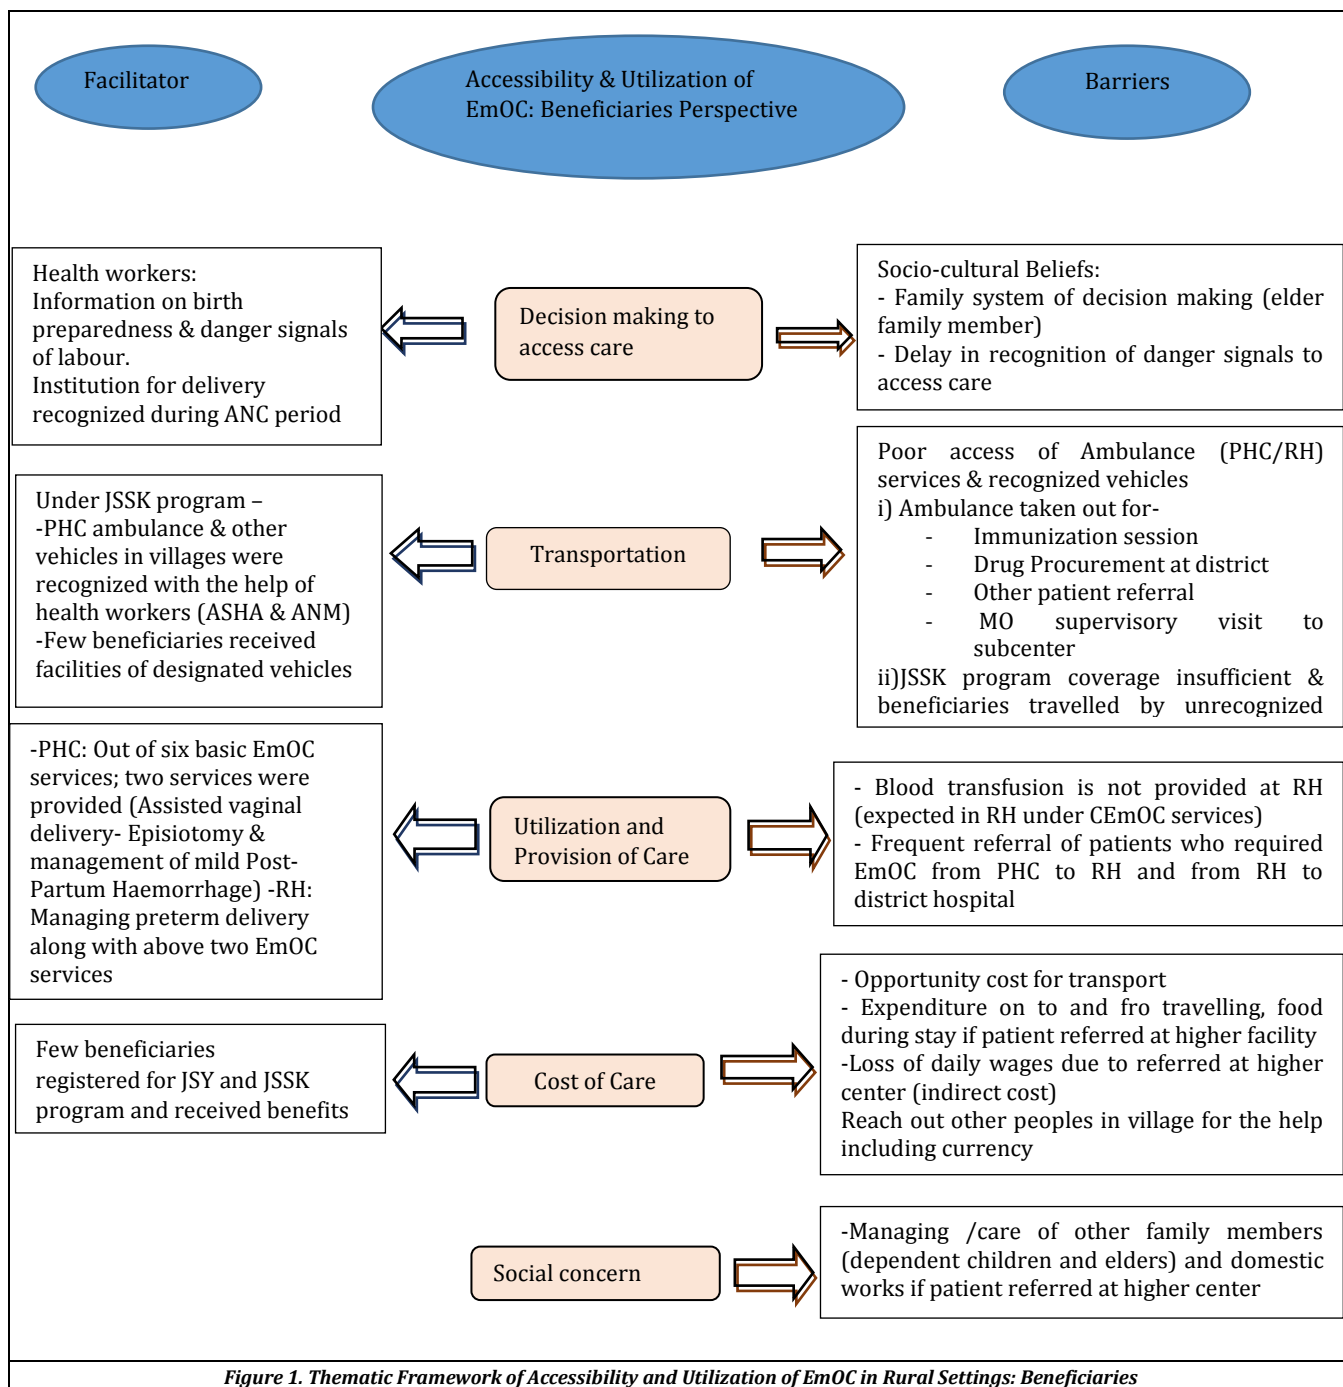 Facilitator
Accessibility & Utilization of
EmOC: Beneficiaries Perspective
Barriers
Health workers:
Information on birth
preparedness & danger signals
of labour.
Institution for delivery
recognized during ANC period
Decision making to
access care
Socio-cultural Beliefs:
- Family system of decision making (elder
family member)
- Delay in recognition of danger signals to
access care
Under JSSK program –
-PHC ambulance & other
vehicles in villages were
recognized with the help of
health workers (ASHA & ANM)
-Few beneficiaries received
facilities of designated vehicles
Transportation
Poor access of Ambulance (PHC/RH)
services & recognized vehicles
i) Ambulance taken out for-
- Immunization session
- Drug Procurement at district
- Other patient referral
- MO supervisory visit to
subcenter
ii)JSSK program coverage insufficient &
beneficiaries travelled by unrecognized
-PHC: Out of six basic EmOC
services; two services were
provided (Assisted vaginal
delivery- Episiotomy &
management of mild Post-
Partum Haemorrhage) -RH:
Managing preterm delivery
along with above two EmOC
services
Utilization and
Provision of Care
- Blood transfusion is not provided at RH
(expected in RH under CEmOC services)
- Frequent referral of patients who required
EmOC from PHC to RH and from RH to
district hospital
Few beneficiaries
registered for JSY and JSSK
program and received benefits
Cost of Care
- Opportunity cost for transport
- Expenditure on to and fro travelling, food
during stay if patient referred at higher facility
-Loss of daily wages due to referred at higher
center (indirect cost)
Reach out other peoples in village for the help
including currency
Social concern
-Managing /care of other family members
(dependent children and elders) and domestic
works if patient referred at higher center
Figure 1. Thematic Framework of Accessibility and Utilization of EmOC in Rural Settings: Beneficiaries